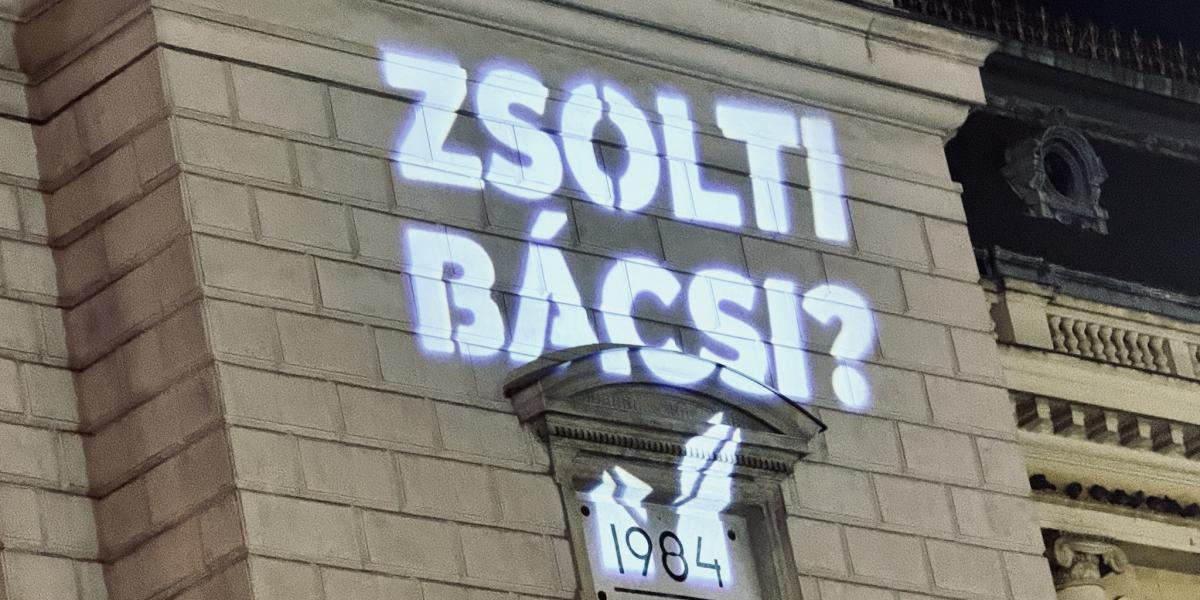 ZSOLTI
BÁCSI?
1984